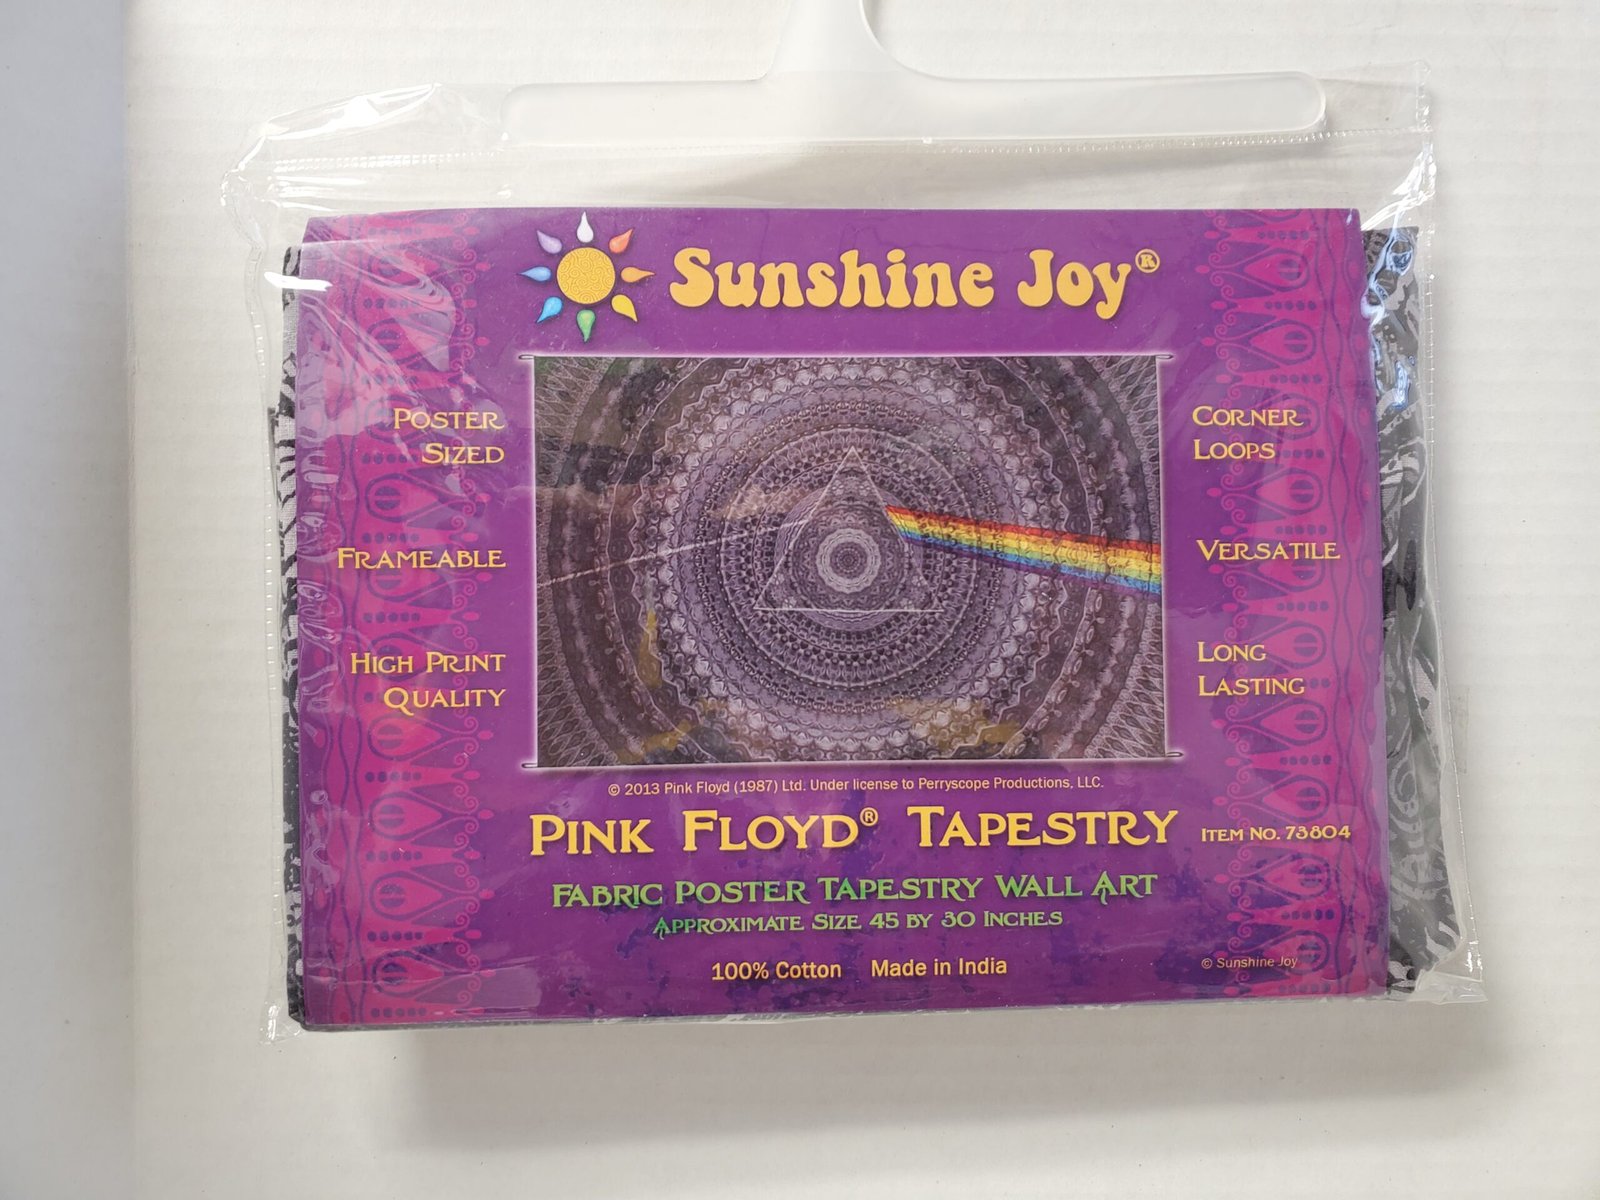 Sunshine Joy®
Poster
Sized
Frameable
High Print
Quality
Corner
Loops
Versatile
Long
Lasting
© 2013 Pink Floyd (1987) Ltd. Under license to Perryscope Productions, LLC.
Pink Floyd® Tapestry
Item No. 73804
Fabric Poster Tapestry Wall Art
Approximate Size 45 by 30 Inches
100% Cotton Made in India
© Sunshine Joy